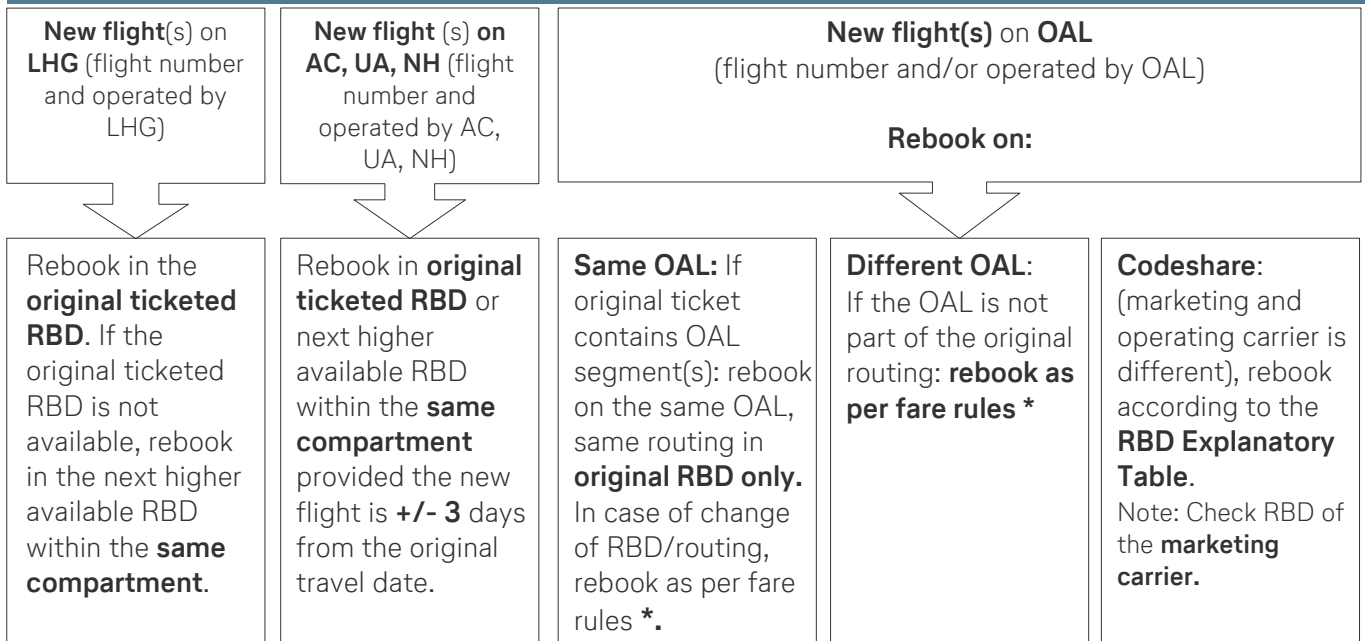 New flight(s) on
LHG (flight number
and operated by
LHG)
New flight (s) on
AC, UA, NH (flight
number and
operated by AC,
UA, NH)
New flight(s) on OAL
(flight number and/or operated by OAL)
Rebook on:
Rebook in the
original ticketed
RBD. If the
original ticketed
RBD is not
available, rebook
in the next higher
available RBD
within the same
compartment.
Rebook in original
ticketed RBD or
next higher
available RBD
within the same
compartment
provided the new
flight is +/- 3 days
from the original
travel date.
Same OAL: If
original ticket
contains OAL
segment(s): rebook
on the same OAL,
same routing in
original RBD only.
In case of change
of RBD/routing,
rebook as per fare
rules *.
Different OAL:
If the OAL is not
part of the original
routing: rebook as
per fare rules *
Codeshare:
(marketing and
operating carrier is
different), rebook
according to the
RBD Explanatory
Table.
Note: Check RBD of
the marketing
carrier.